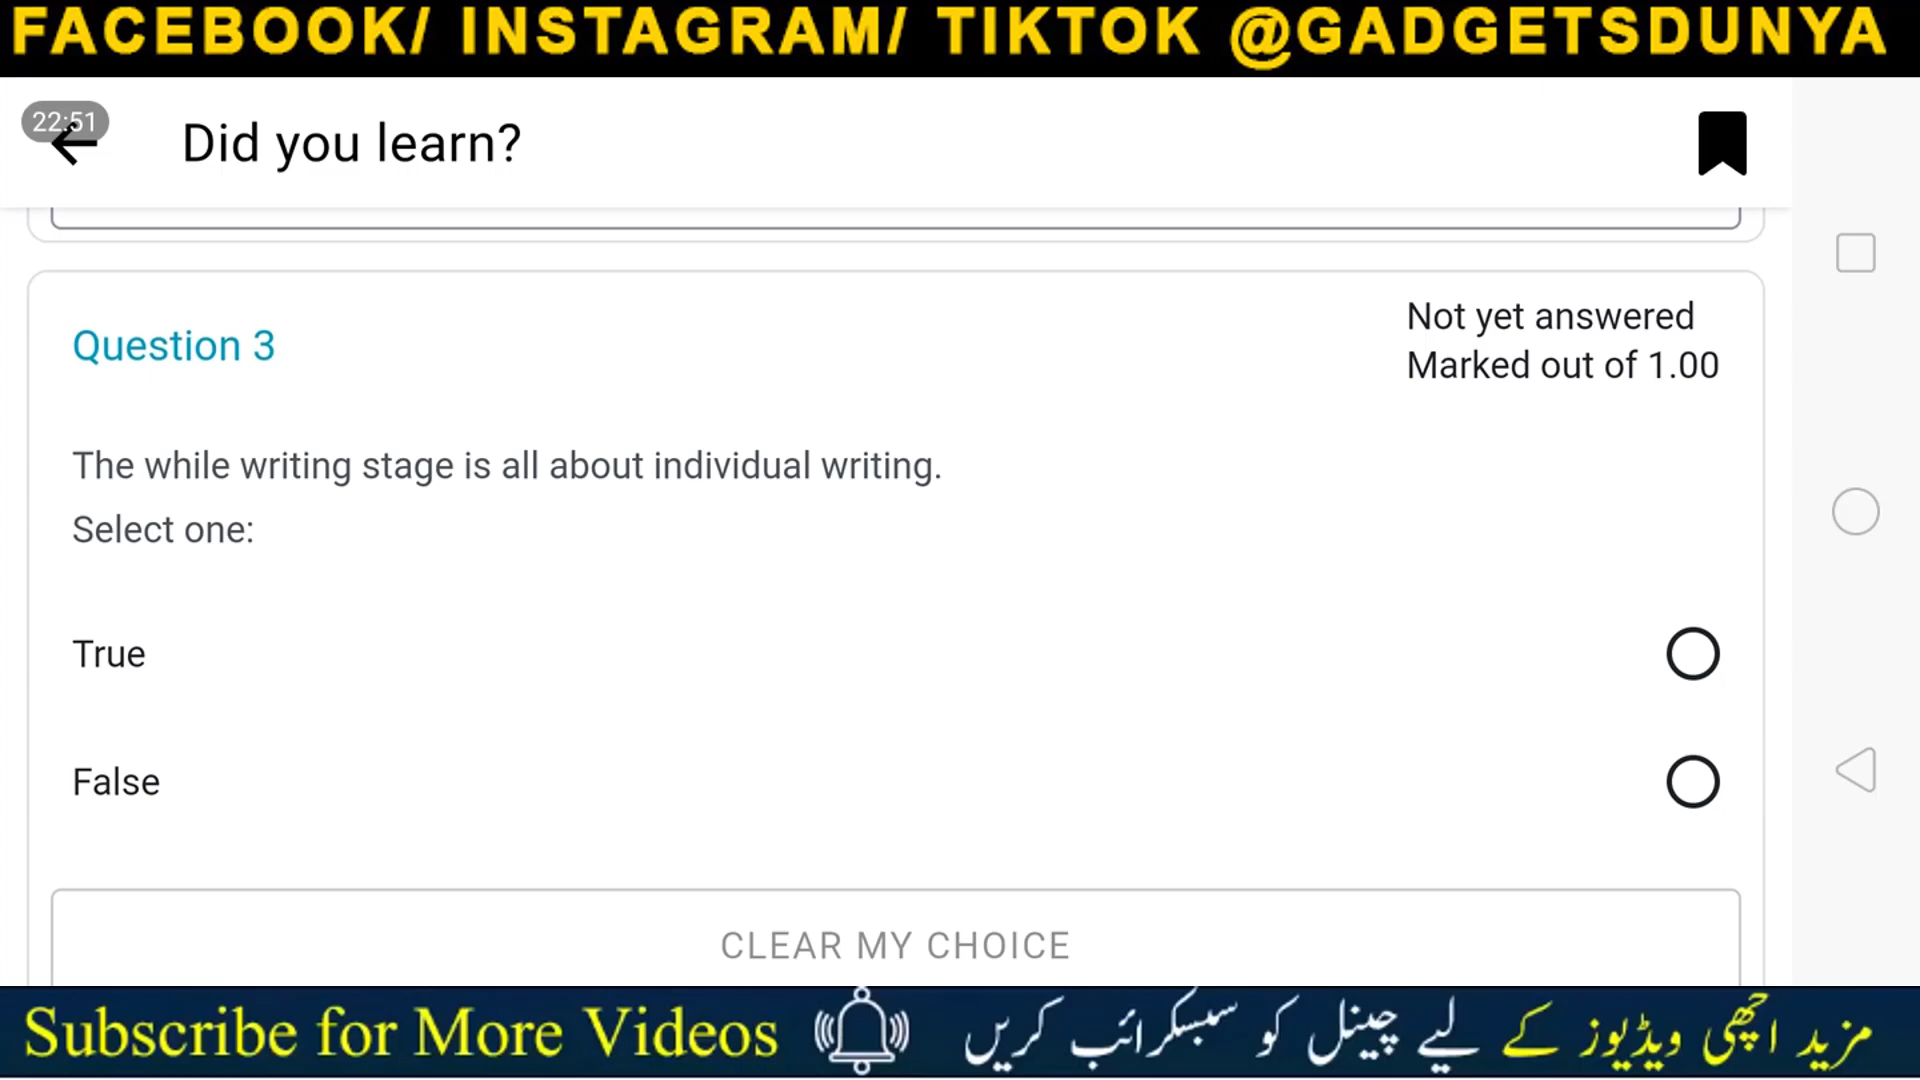 FACEBOOK/ INSTAGRAM/ TIKTOK @GADGETSDUNYA
22:51
Did you learn?
Question 3
Not yet answered
Marked out of 1.00
The while writing stage is all about individual writing.
Select one:
True
False
CLEAR MY CHOICE
Subscribe for More Videos مزید اچھی ویڈیوز کے لیے چینل کو سبسکرائب کریں